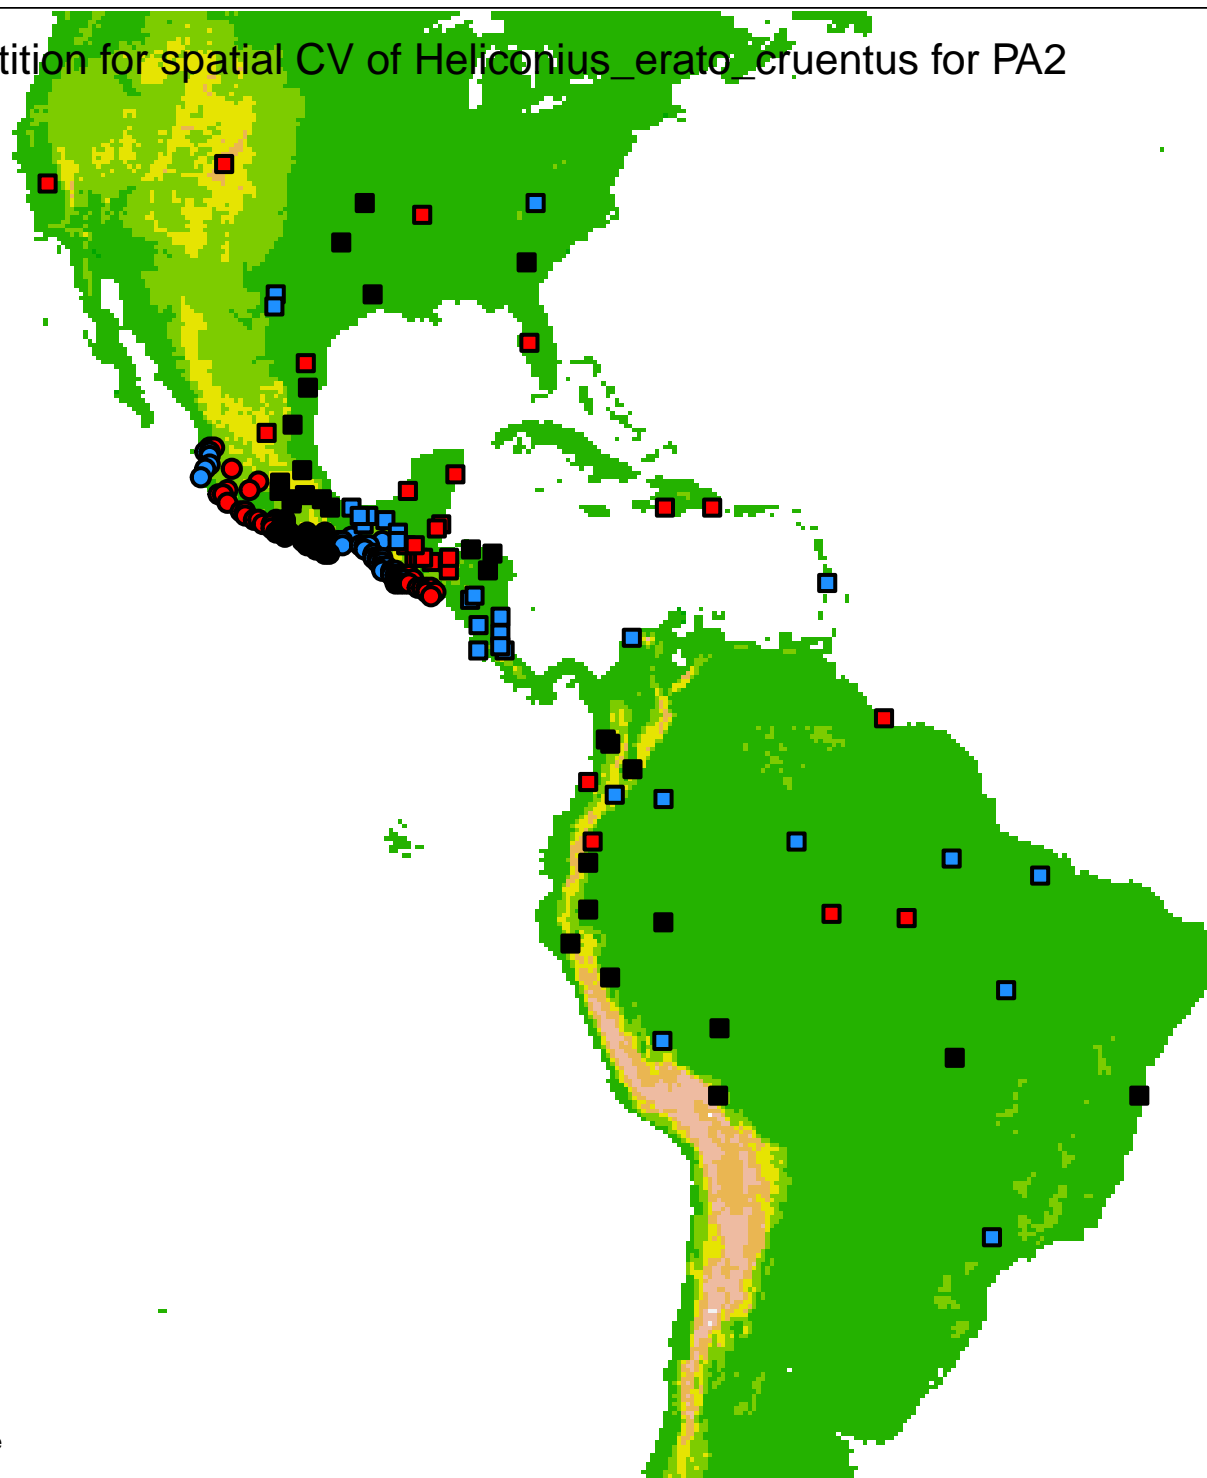 tition for spatial CV of Heliconius_erato_cruentus for PA2